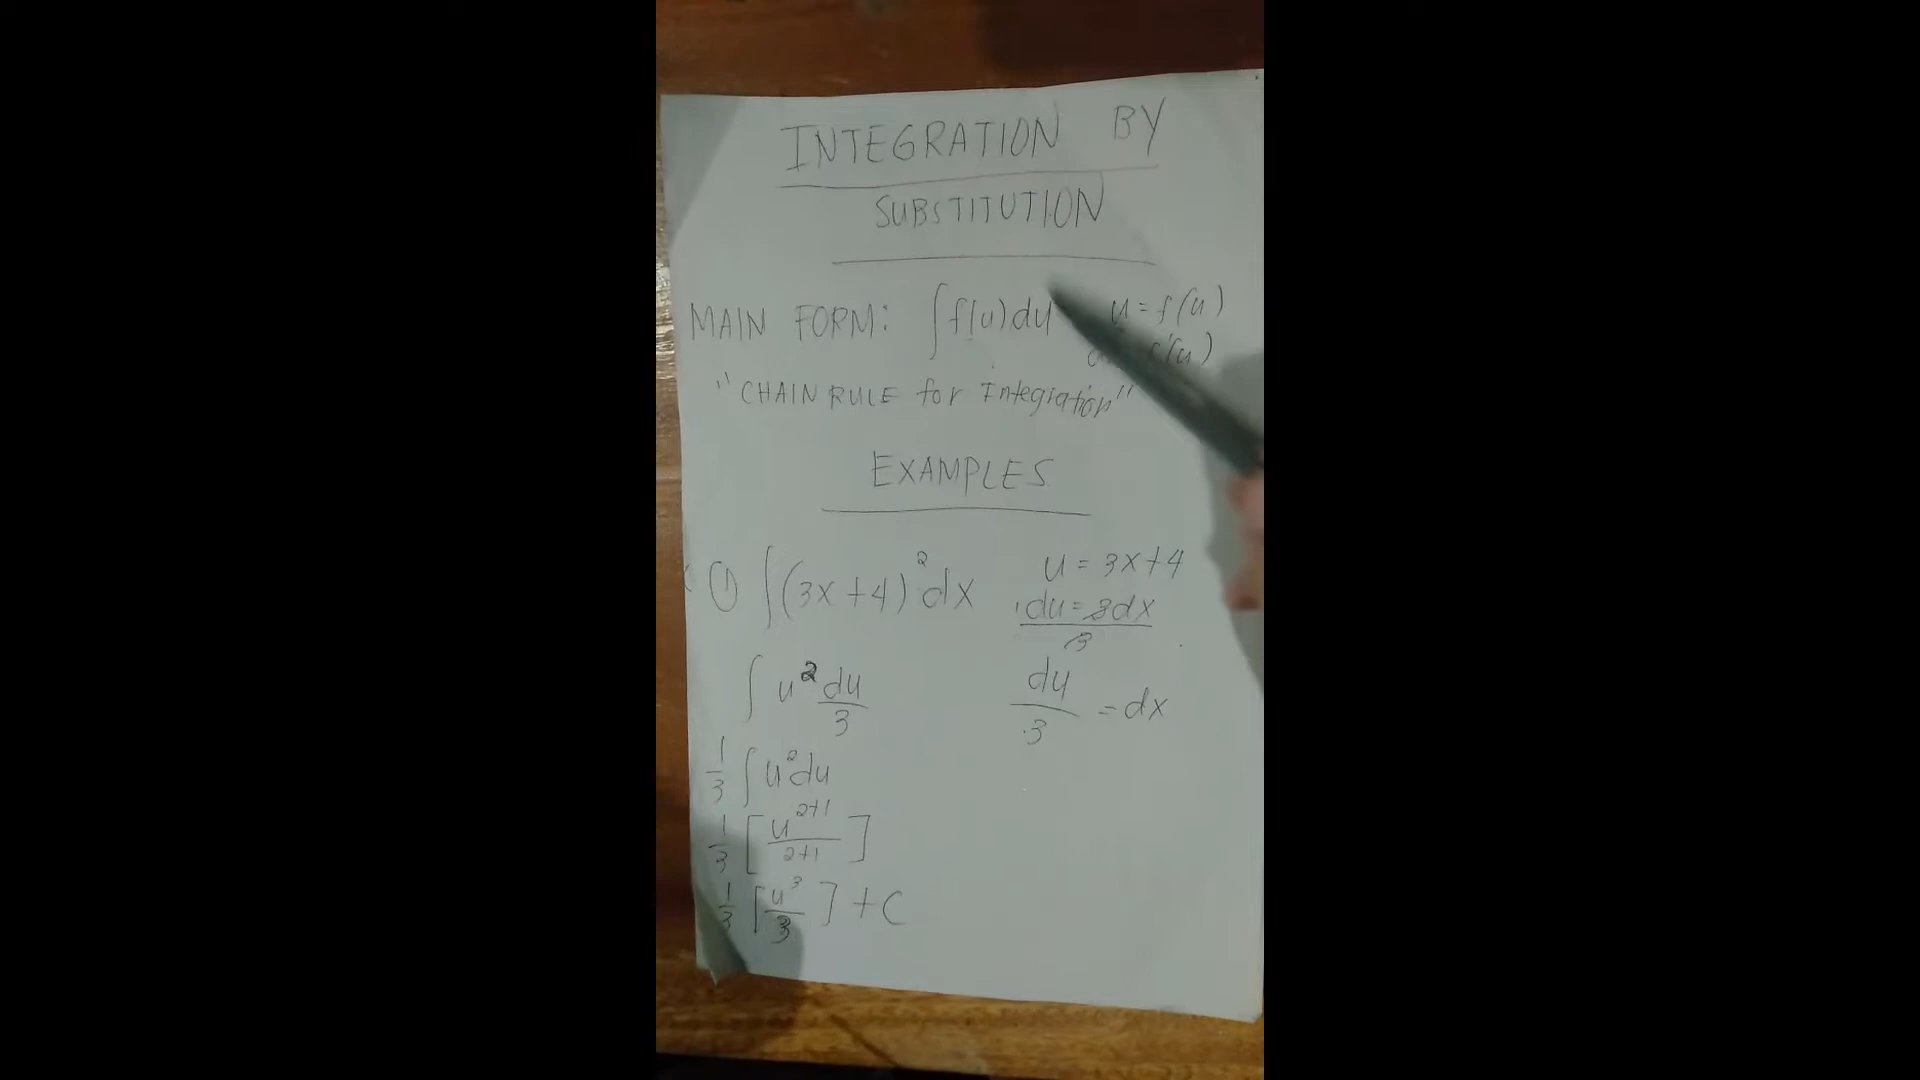 INTEGRATION BY
SUBSTITUTION
MAIN FORM: ∫f(u)du u = f(u)
f'(u)
"CHAIN RULE for Integration"
EXAMPLES
① ∫(3x+4)²dx u = 3x+4
du = 3dx
3
∫u² du/3 du/3 = dx
1/3 ∫u²du
1/3 [u^(2+1)/(2+1)]
1/3 [u³/3] + C